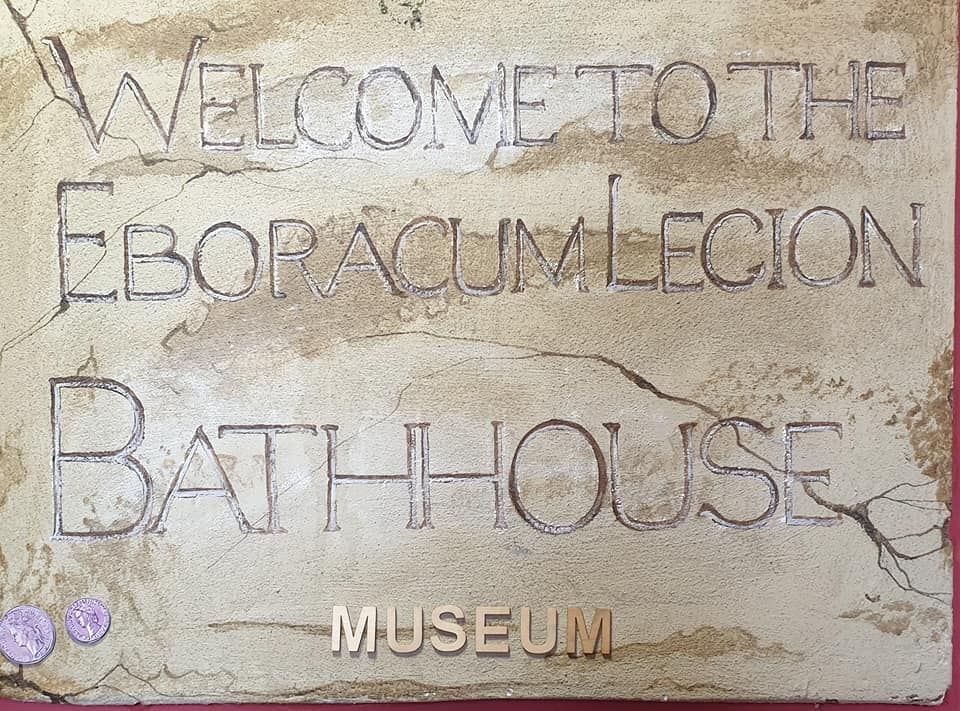 WELCOME TO THE
EBORACUM LEGION
BATHHOUSE
MUSEUM